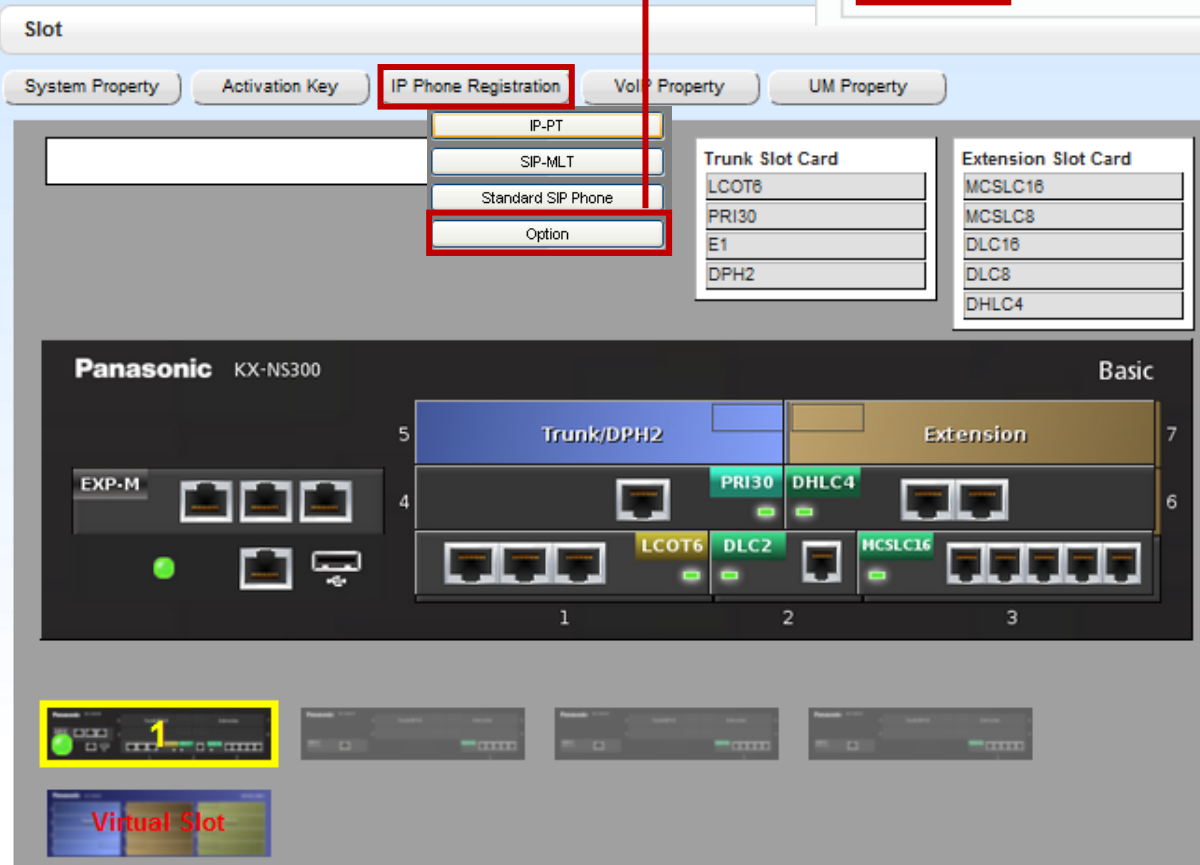 Slot
System Property
Activation Key
IP Phone Registration
VoIP Property
UM Property
IP-PT
SIP-MLT
Standard SIP Phone
Option
Trunk Slot Card
LCOT6
PRI30
E1
DPH2
Extension Slot Card
MCSLC16
MCSLC8
DLC16
DLC8
DHLC4
Panasonic KX-NS300
Basic
5
Trunk/DPH2
Extension
7
EXP-M
4
PRI30
DHLC4
6
LCOT6
DLC2
MCSLC16
1
2
3
1
Virtual Slot